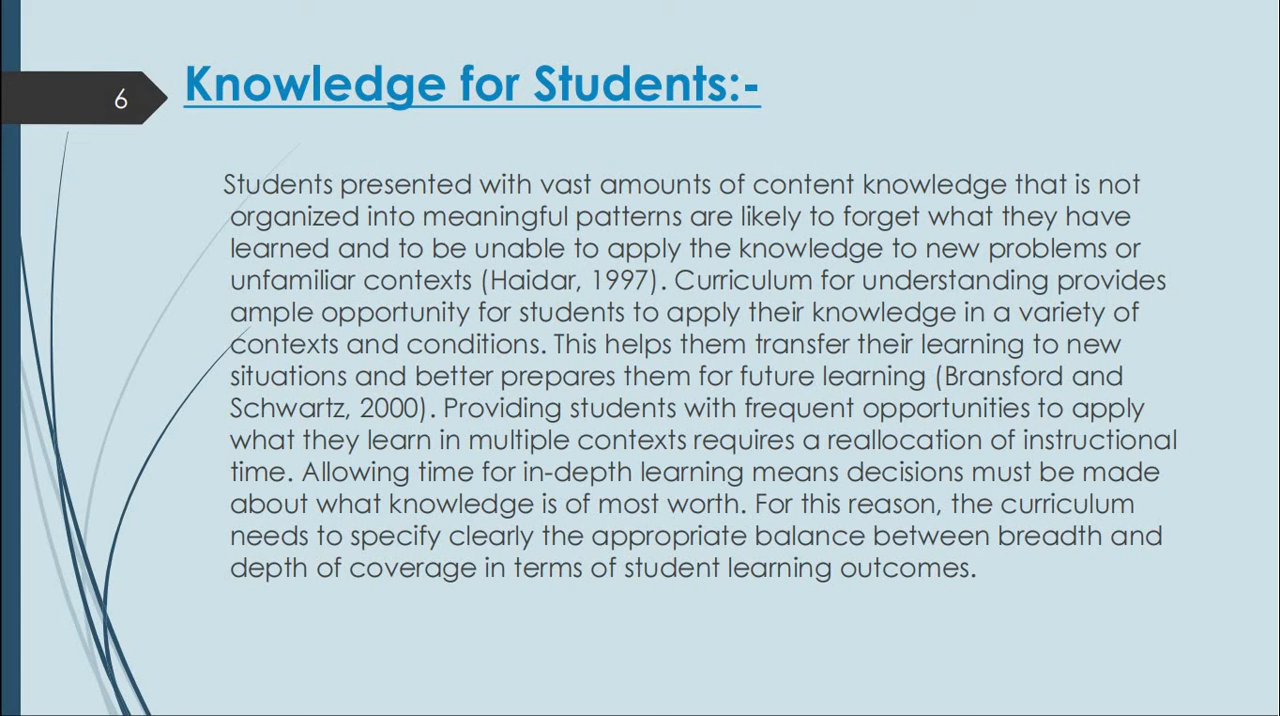 6
Knowledge for Students:-
Students presented with vast amounts of content knowledge that is not
organized into meaningful patterns are likely to forget what they have
learned and to be unable to apply the knowledge to new problems or
unfamiliar contexts (Haidar, 1997). Curriculum for understanding provides
ample opportunity for students to apply their knowledge in a variety of
contexts and conditions. This helps them transfer their learning to new
situations and better prepares them for future learning (Bransford and
Schwartz, 2000). Providing students with frequent opportunities to apply
what they learn in multiple contexts requires a reallocation of instructional
time. Allowing time for in-depth learning means decisions must be made
about what knowledge is of most worth. For this reason, the curriculum
needs to specify clearly the appropriate balance between breadth and
depth of coverage in terms of student learning outcomes.